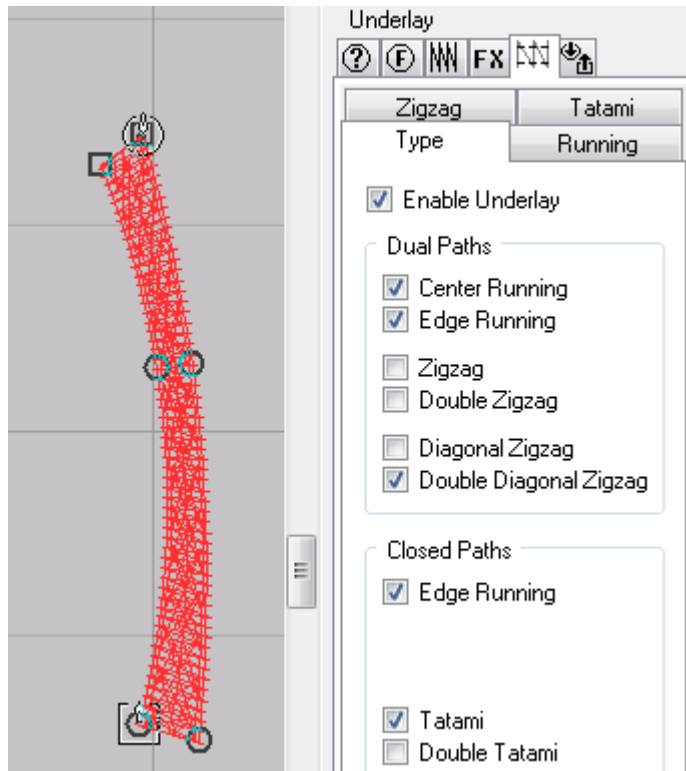 Underlay
? F FX
Zigzag Tatami
Type Running
Enable Underlay
Dual Paths
Center Running
Edge Running
Zigzag
Double Zigzag
Diagonal Zigzag
Double Diagonal Zigzag
Closed Paths
Edge Running
Tatami
Double Tatami